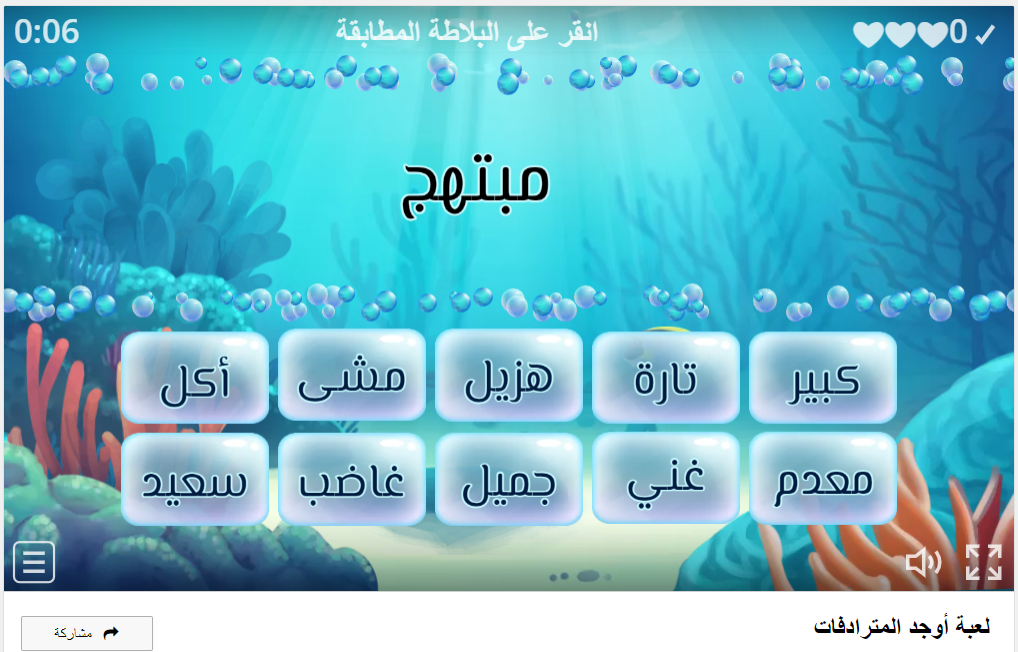 0:06
انقر على البلاطة المطابقة
0
مبتهج
كبير
تارة
هزيل
مشى
أكل
معدم
غني
جميل
غاضب
سعيد
لعبة أوجد المترادفات
مشاركة